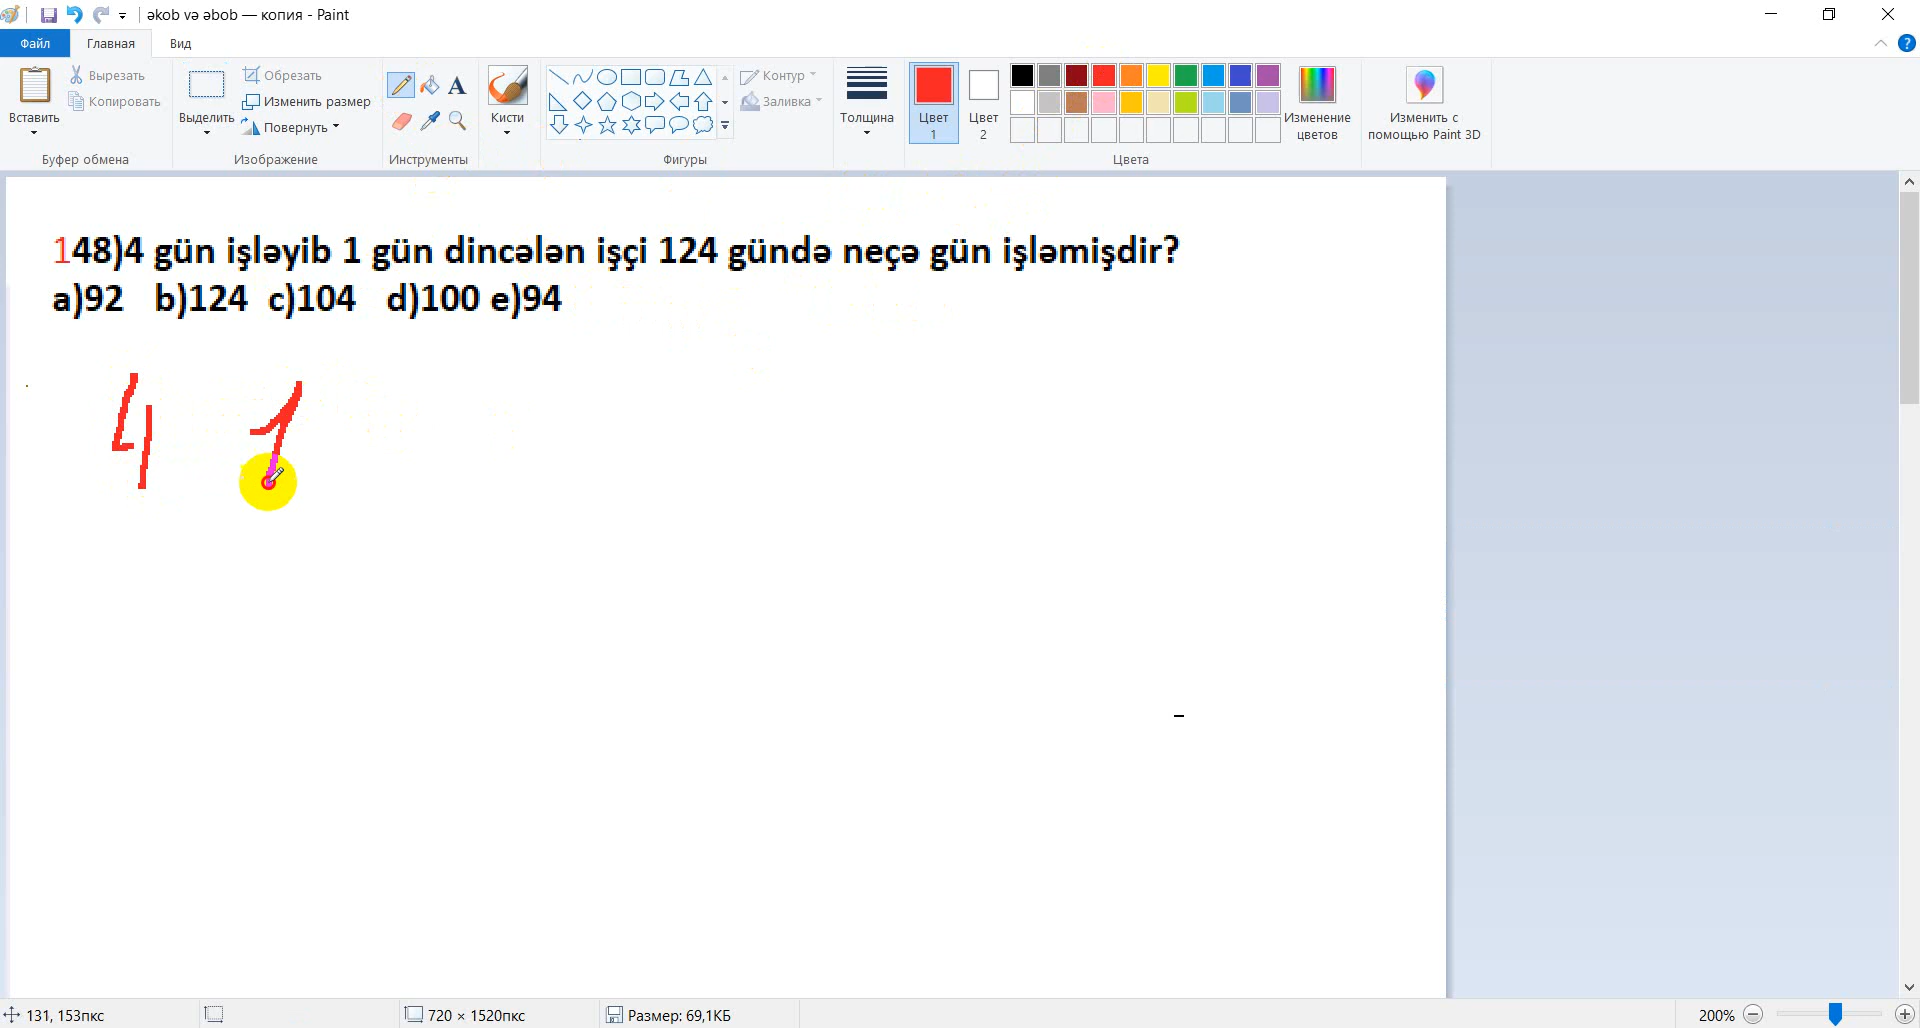 əkob və əbob — копия - Paint
Файл Главная Вид
Вставить
Вырезать
Копировать
Буфер обмена
Выделить
Обрезать
Изменить размер
Повернуть
Изображение
A
Инструменты
Кисти
Контур
Заливка
Фигуры
Толщина
Цвет
1
Цвет
2
Изменение
цветов
Цвета
Изменить с
помощью Paint 3D
148)4 gün işləyib 1 gün dincələn işçi 124 gündə neçə gün işləmişdir?
a)92 b)124 c)104 d)100 e)94
4 1
131, 153пкс 720 × 1520пкс Размер: 69,1КБ 200%